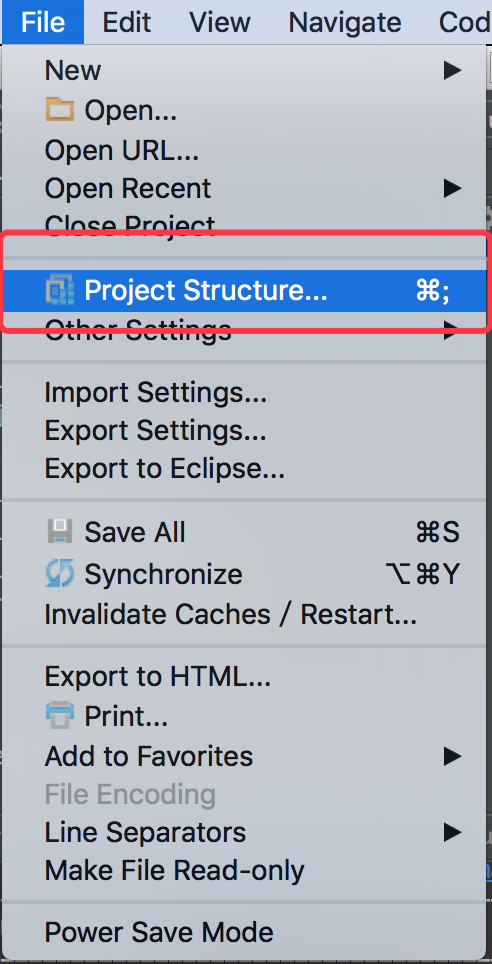 File Edit View Navigate Cod
New
Open...
Open URL...
Open Recent
Close Project
Project Structure... ⌘;
Other Settings
Import Settings...
Export Settings...
Export to Eclipse...
Save All ⌘S
Synchronize ⌥⌘Y
Invalidate Caches / Restart...
Export to HTML...
Print...
Add to Favorites
File Encoding
Line Separators
Make File Read-only
Power Save Mode